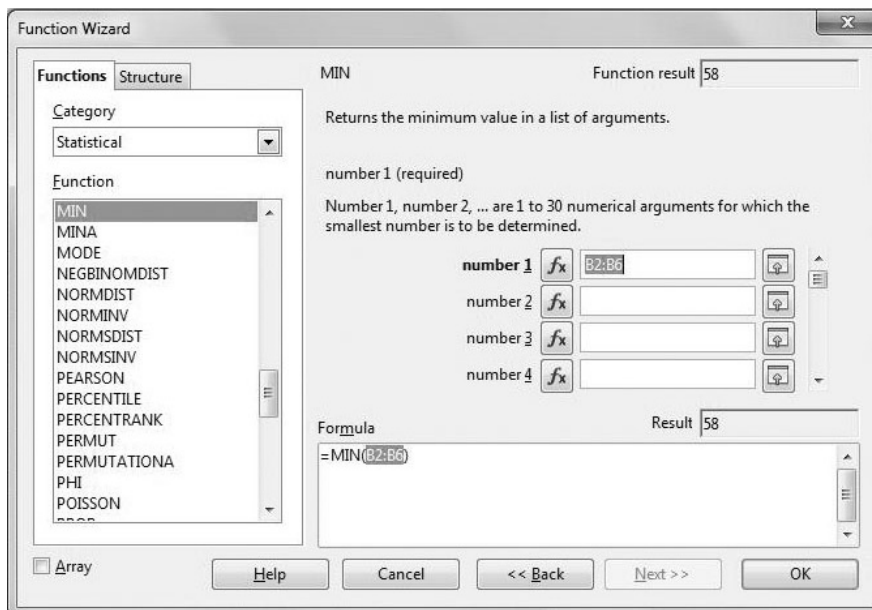 Function Wizard
x
Functions Structure
Category
Statistical
Function
MIN
MINA
MODE
NEGBINOMDIST
NORMDIST
NORMINV
NORMSDIST
NORMSINV
PEARSON
PERCENTILE
PERCENTRANK
PERMUT
PERMUTATIONA
PHI
POISSON
MIN
Function result 58
Returns the minimum value in a list of arguments.
number 1 (required)
Number 1, number 2, ... are 1 to 30 numerical arguments for which the
smallest number is to be determined.
number 1 fx B2:B6
number 2 fx
number 3 fx
number 4 fx
Formula
Result 58
=MIN(B2:B6)
Array
Help
Cancel
<< Back
Next >>
OK